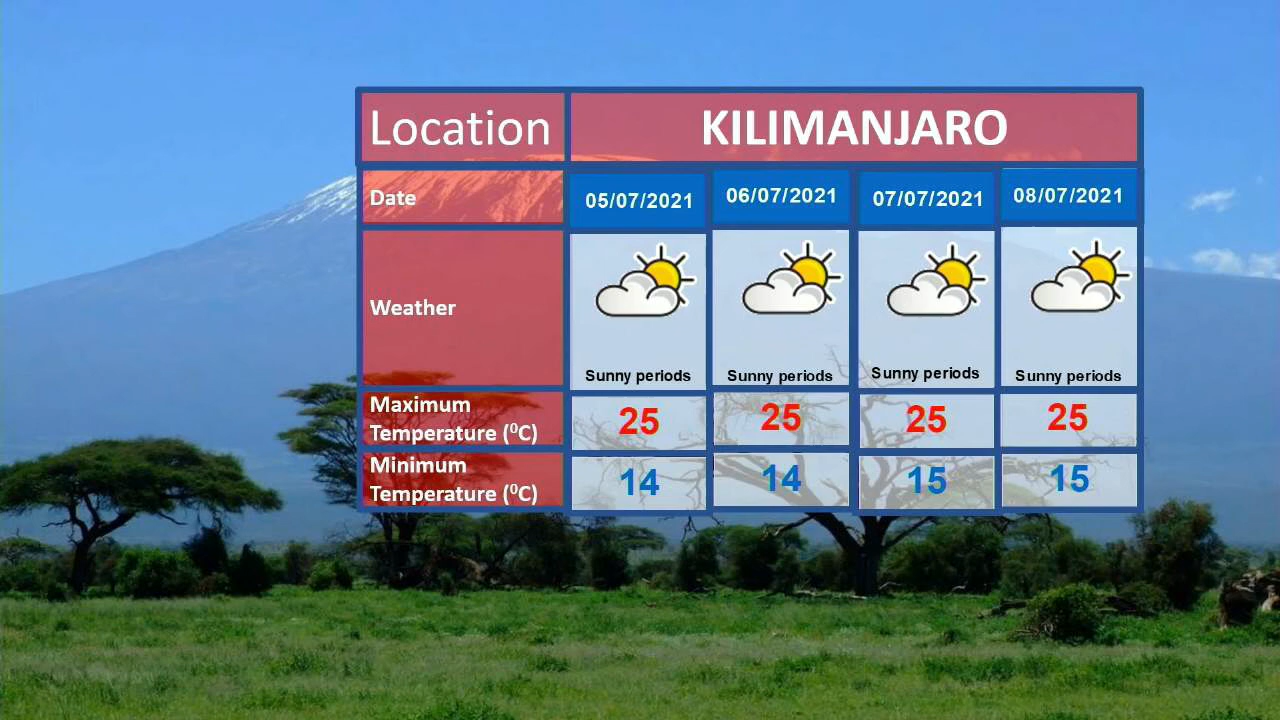 Location KILIMANJARO
Date 05/07/2021 06/07/2021 07/07/2021 08/07/2021
Weather
Sunny periods Sunny periods Sunny periods Sunny periods
Maximum
Temperature (⁰C) 25 25 25 25
Minimum
Temperature (⁰C) 14 14 15 15